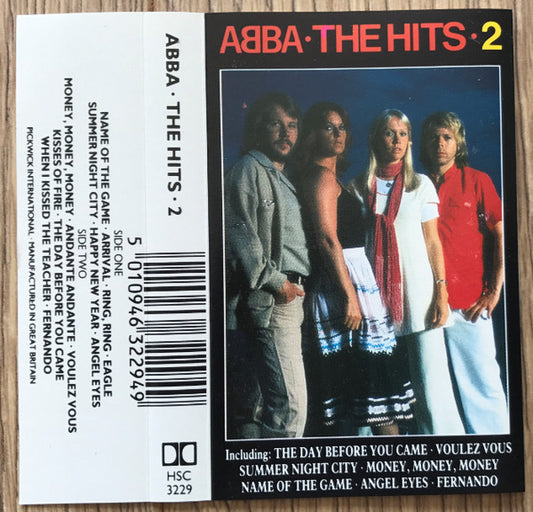 ABBA · THE HITS · 2
Including: THE DAY BEFORE YOU CAME · VOULEZ VOUS
SUMMER NIGHT CITY · MONEY, MONEY, MONEY
NAME OF THE GAME · ANGEL EYES · FERNANDO
ABBA · THE HITS · 2
5 010946 322949
HSC
3229
SIDE ONE
NAME OF THE GAME · ARRIVAL · RING, RING · EAGLE
SUMMER NIGHT CITY · HAPPY NEW YEAR · ANGEL EYES
SIDE TWO
MONEY, MONEY, MONEY · ANDANTE ANDANTE · VOULEZ VOUS
KISSES OF FIRE · THE DAY BEFORE YOU CAME
WHEN I KISSED THE TEACHER · FERNANDO
PICKWICK INTERNATIONAL · MANUFACTURED IN GREAT BRITAIN